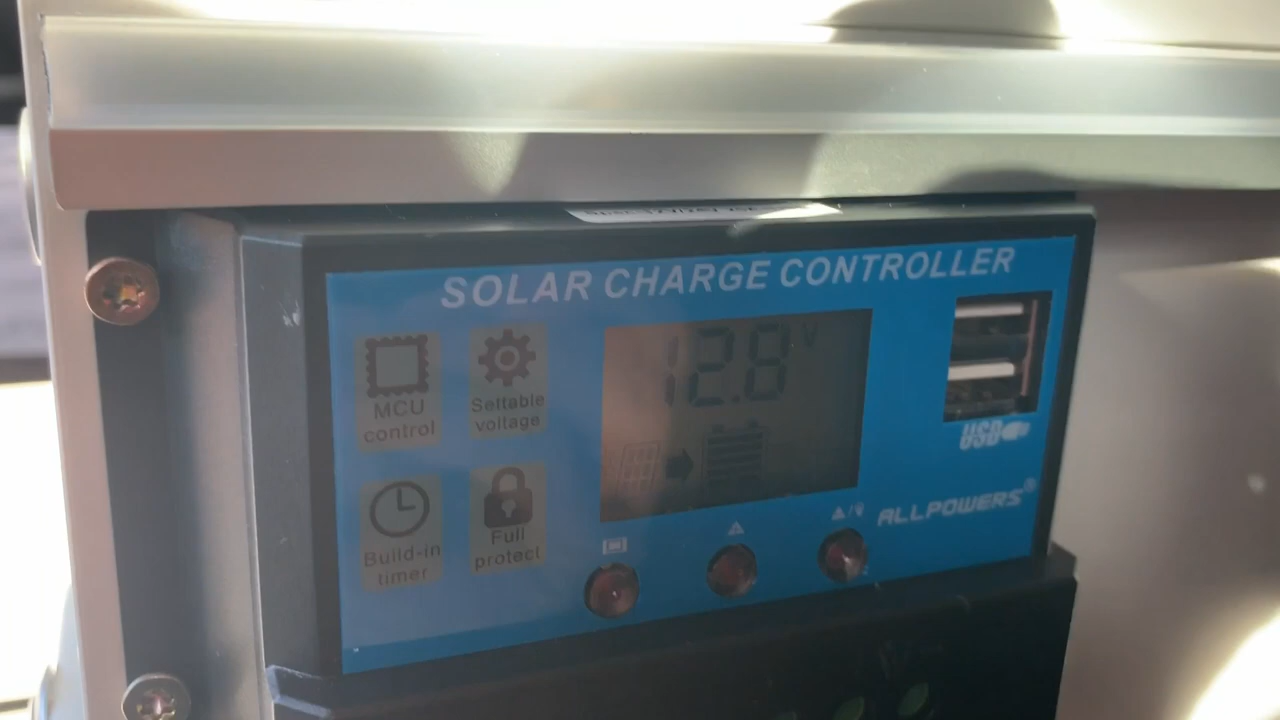 SOLAR CHARGE CONTROLLER
MCU
control
Settable
voltage
12.8 V
USB
Build-in
timer
Full
protect
ALLPOWERS®